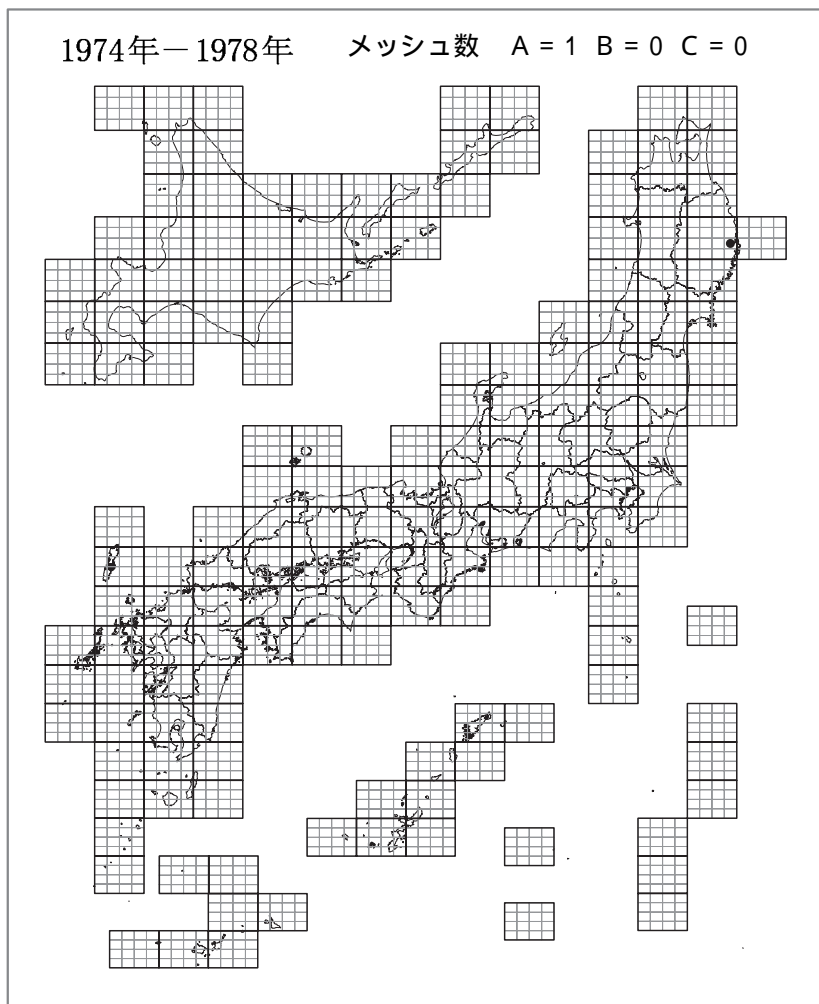 1974年－1978年 メッシュ数 A = 1 B = 0 C = 0